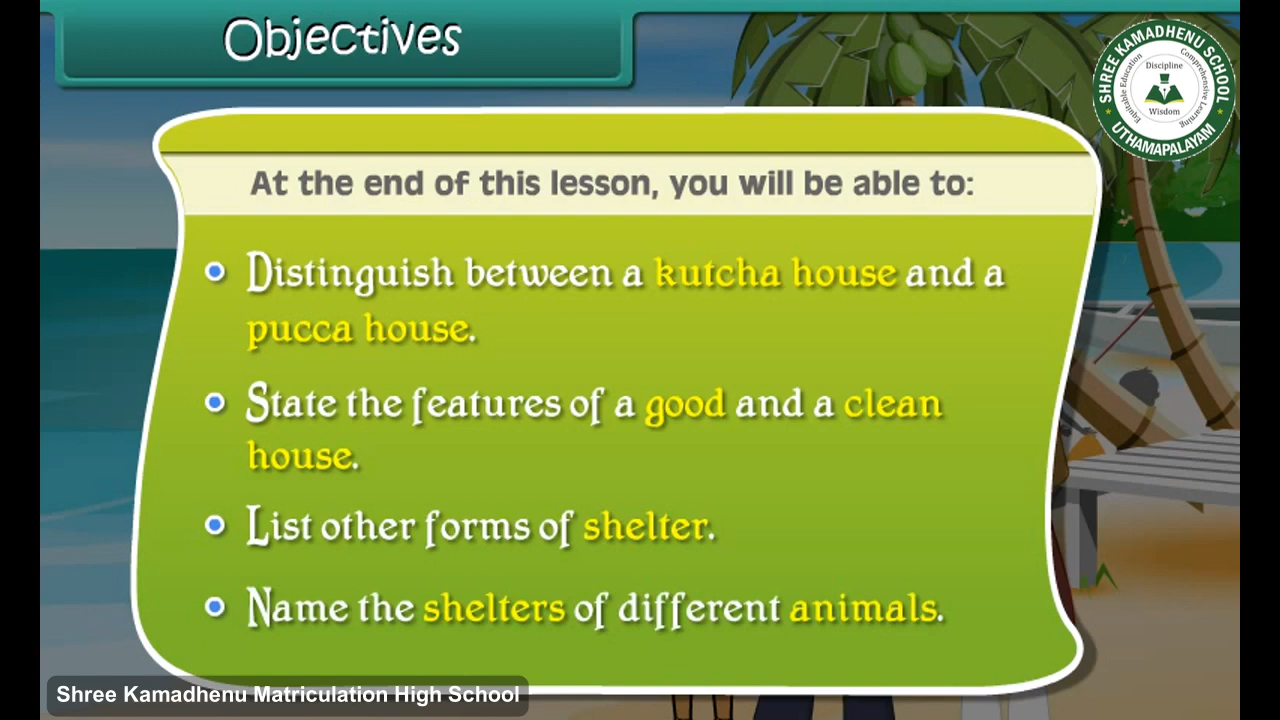 Objectives
SHREE KAMADHENU SCHOOL
Equitable Education
Discipline
Comprehensive Learning
Wisdom
UTHAMAPALAYAM
At the end of this lesson, you will be able to:
Distinguish between a kutcha house and a
pucca house.
State the features of a good and a clean
house.
List other forms of shelter.
Name the shelters of different animals.
Shree Kamadhenu Matriculation High School